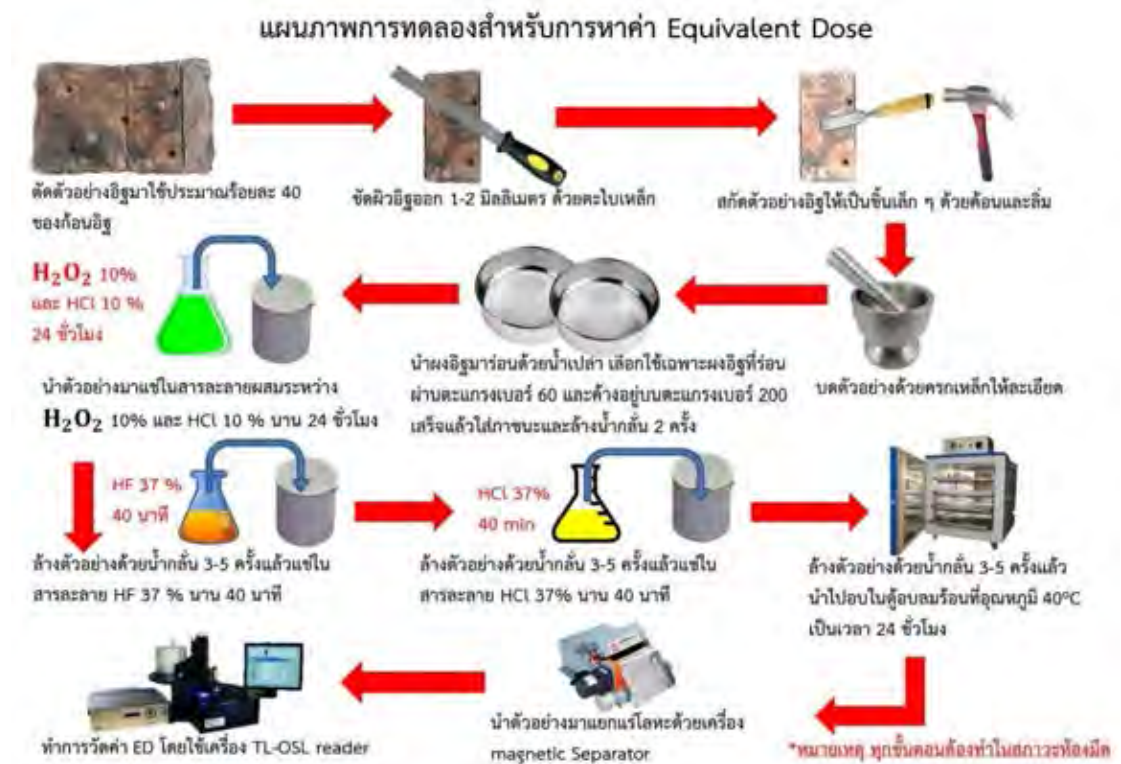 แผนภาพการทดลองสำหรับการหาค่า Equivalent Dose
ตัดตัวอย่างอิฐมาใช้ประมาณร้อยละ 40
ของก้อนอิฐ
ขัดผิวอิฐออก 1-2 มิลลิเมตร ด้วยตะไบเหล็ก
สกัดตัวอย่างอิฐให้เป็นชิ้นเล็ก ๆ ด้วยค้อนและลิ่ม
H₂O₂ 10%
และ HCl 10 %
24 ชั่วโมง
นำตัวอย่างมาแช่ในสารละลายผสมระหว่าง
H₂O₂ 10% และ HCl 10 % นาน 24 ชั่วโมง
นำผงอิฐมาร่อนด้วยน้ำเปล่า เลือกใช้เฉพาะผงอิฐที่ร่อน
ผ่านตะแกรงเบอร์ 60 และค้างอยู่บนตะแกรงเบอร์ 200
เสร็จแล้วใส่ภาชนะและล้างน้ำกลั่น 2 ครั้ง
บดตัวอย่างด้วยครกเหล็กให้ละเอียด
HF 37 %
40 นาที
ล้างตัวอย่างด้วยน้ำกลั่น 3-5 ครั้งแล้วแช่ใน
สารละลาย HF 37 % นาน 40 นาที
HCl 37%
40 min
ล้างตัวอย่างด้วยน้ำกลั่น 3-5 ครั้งแล้วแช่ใน
สารละลาย HCl 37% นาน 40 นาที
ล้างตัวอย่างด้วยน้ำกลั่น 3-5 ครั้งแล้ว
นำไปอบในตู้อบลมร้อนที่อุณหภูมิ 40°C
เป็นเวลา 24 ชั่วโมง
ทำการวัดค่า ED โดยใช้เครื่อง TL-OSL reader
นำตัวอย่างมาแยกแร่โลหะด้วยเครื่อง
magnetic Separator
*หมายเหตุ ทุกขั้นตอนต้องทำในสภาวะห้องมืด